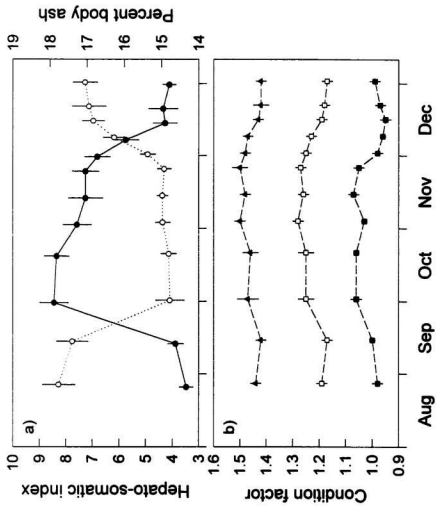 Percent body ash
18 17 16 15 14
a)
10 9 8 7 6 5 4 3
Hepato-somatic index
b)
1.6 1.5 1.4 1.3 1.2 1.1 1.0 0.9
Condition factor
Aug Sep Oct Nov Dec